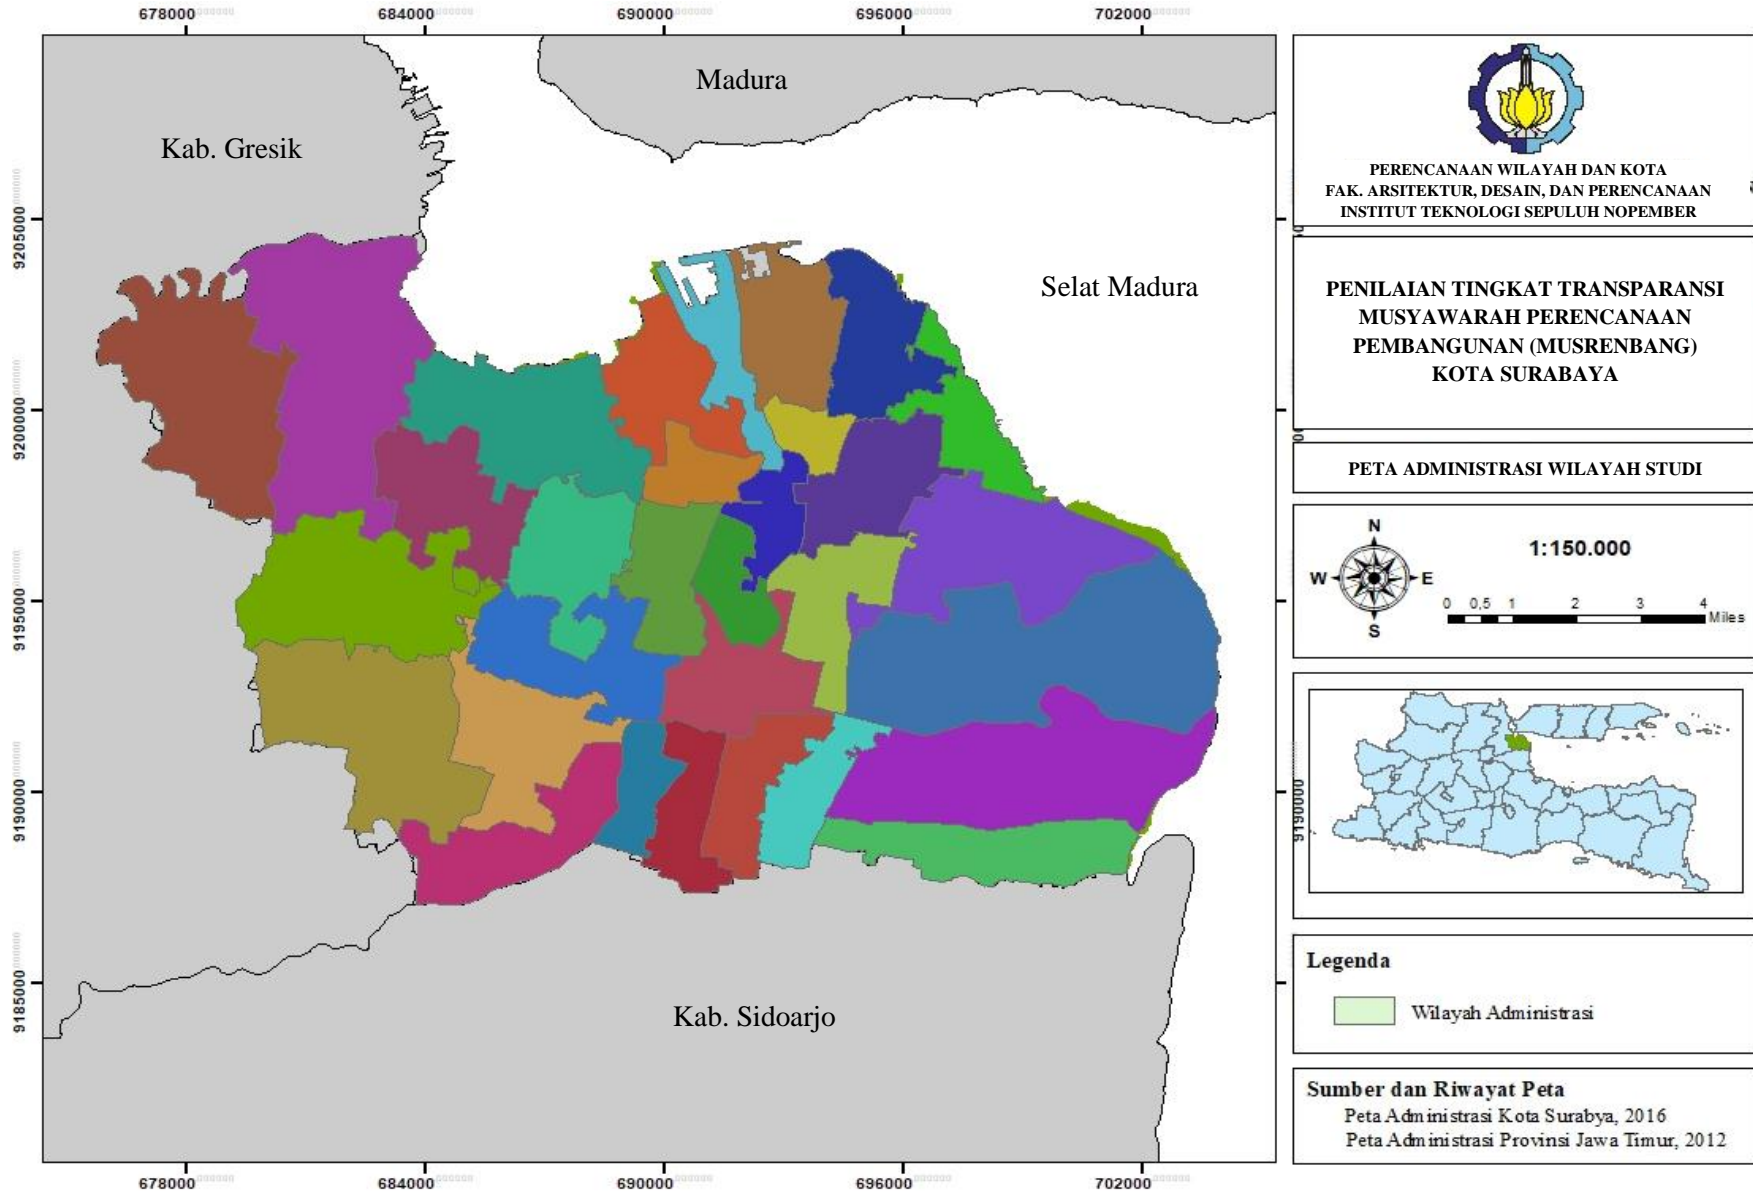 678000 684000 690000 696000 702000
Madura
Kab. Gresik
Selat Madura
Kab. Sidoarjo
9205000
9200000
9195000
9190000
9185000
678000 684000 690000 696000 702000
PERENCANAAN WILAYAH DAN KOTA
FAK. ARSITEKTUR, DESAIN, DAN PERENCANAAN
INSTITUT TEKNOLOGI SEPULUH NOPEMBER
PENILAIAN TINGKAT TRANSPARANSI
MUSYAWARAH PERENCANAAN
PEMBANGUNAN (MUSRENBANG)
KOTA SURABAYA
PETA ADMINISTRASI WILAYAH STUDI
N
W E
S
1:150.000
0 0,5 1 2 3 4
Miles
9190000
Legenda
Wilayah Administrasi
Sumber dan Riwayat Peta
Peta Administrasi Kota Surabya, 2016
Peta Administrasi Provinsi Jawa Timur, 2012